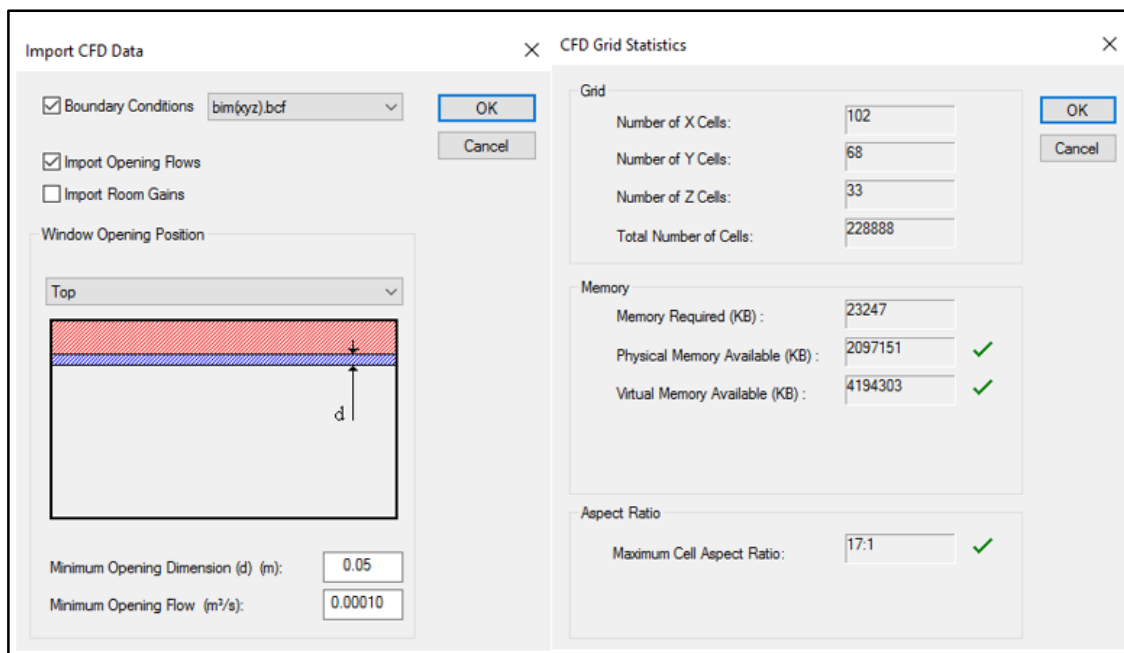 Import CFD Data
Boundary Conditions bim(xyz).bcf OK
Cancel
Import Opening Flows
Import Room Gains
Window Opening Position
Top
d
Minimum Opening Dimension (d) (m): 0.05
Minimum Opening Flow (m³/s): 0.00010
CFD Grid Statistics
Grid
Number of X Cells: 102 OK
Number of Y Cells: 68 Cancel
Number of Z Cells: 33
Total Number of Cells: 228888
Memory
Memory Required (KB) : 23247
Physical Memory Available (KB) : 2097151
Virtual Memory Available (KB) : 4194303
Aspect Ratio
Maximum Cell Aspect Ratio: 17:1